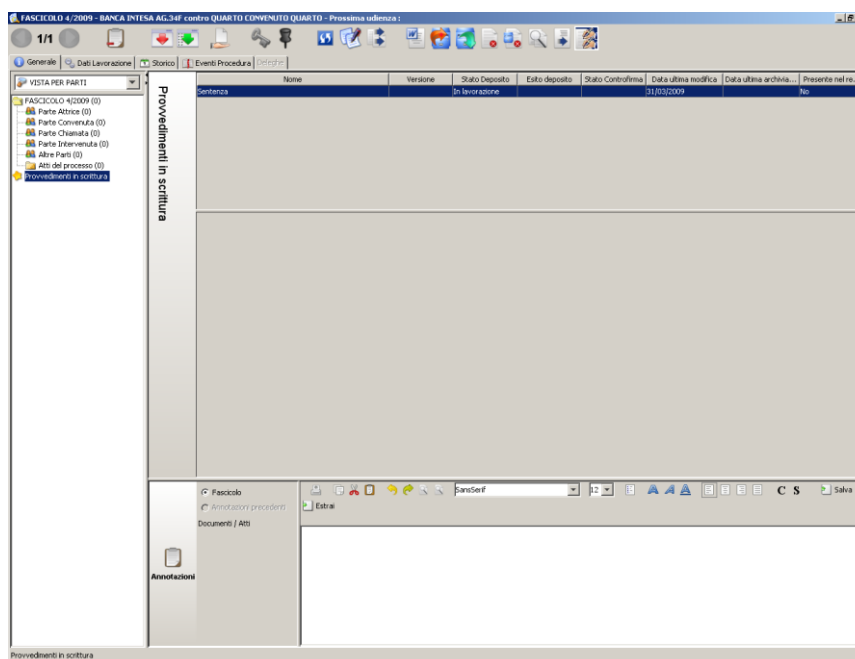 FASCICOLO 4/2009 - BANCA INTESA AG.34F contro QUARTO CONVENUTO QUARTO - Prossima udienza :
1/1
Generale Dati Lavorazione Storico Eventi Procedura Deleghe
VISTA PER PARTI
FASCICOLO 4/2009 (0)
Parte Attrice (0)
Parte Convenuta (0)
Parte Chiamata (0)
Parte Intervenuta (0)
Altre Parti (0)
Atti del processo (0)
Provvedimenti in scrittura
Provvedimenti in scrittura
Nome Versione Stato Deposito Esito deposito Stato Controfirma Data ultima modifica Data ultima archivia... Presente nel re...
Sentenza In lavorazione 31/03/2009 No
Annotazioni
Fascicolo
Annotazioni precedenti
Documenti / Atti
SansSerif 12 A A A C S Salva
Estrai
Provvedimenti in scrittura